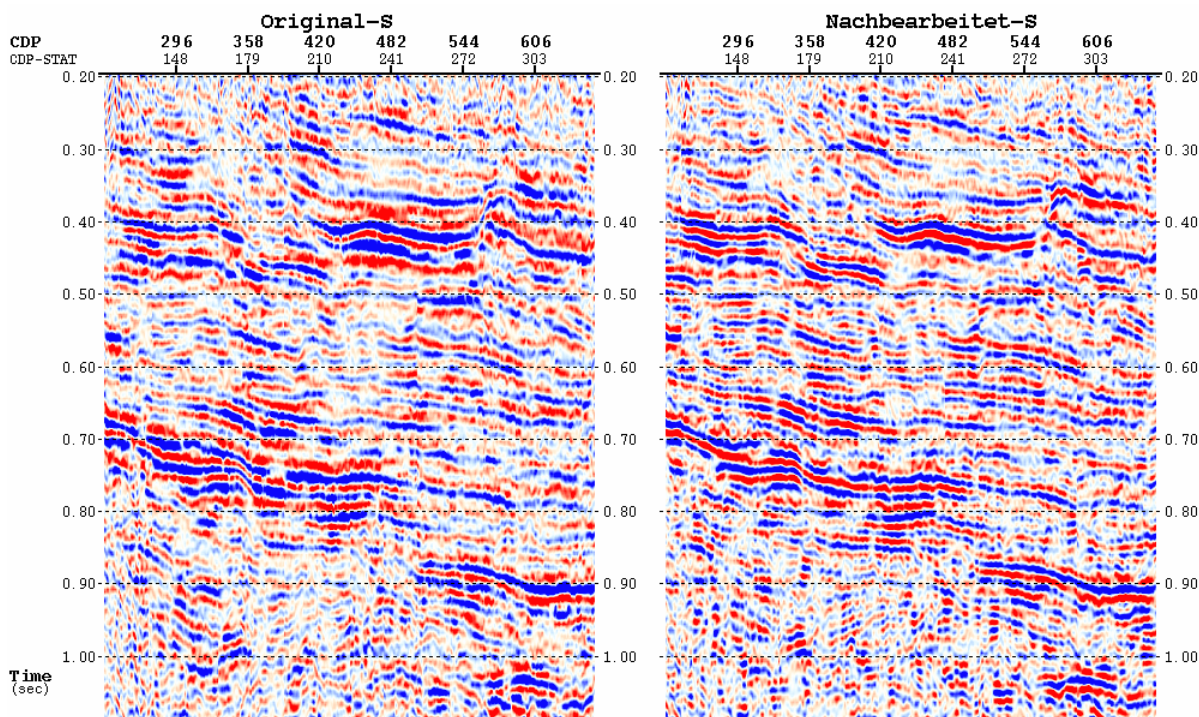 Original-S Nachbearbeitet-S
CDP 296 358 420 482 544 606 296 358 420 482 544 606
CDP-STAT 148 179 210 241 272 303 148 179 210 241 272 303
0.20 0.20 0.20
0.30 0.30 0.30
0.40 0.40 0.40
0.50 0.50 0.50
0.60 0.60 0.60
0.70 0.70 0.70
0.80 0.80 0.80
0.90 0.90 0.90
1.00 1.00 1.00
Time
(sec)